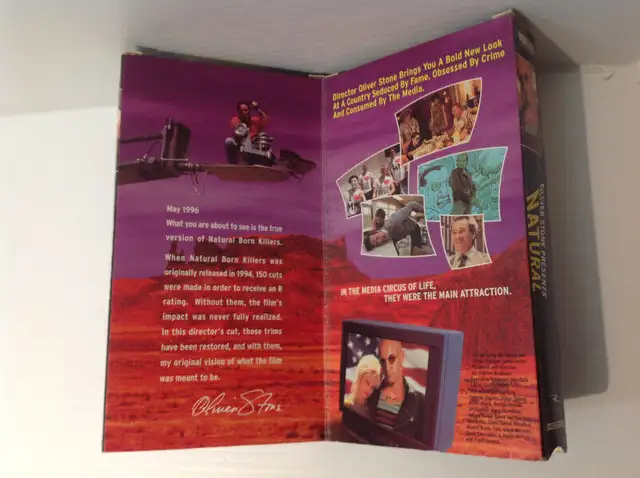 May 1996
What you are about to see is the true
version of Natural Born Killers.
When Natural Born Killers was
originally released in 1994, 150 cuts
were made in order to receive an R
rating. Without them, the film's
impact was never fully realized.
In this director's cut, those trims
have been restored, and with them,
my original vision of what the film
was meant to be.
Oliver Stone
Director Oliver Stone Brings You A Bold New Look
At A Country Seduced By Fame, Obsessed By Crime
And Consumed By The Media.
IN THE MEDIA CIRCUS OF LIFE,
THEY WERE THE MAIN ATTRACTION.
OLIVER STONE PRESENTS
NATURAL